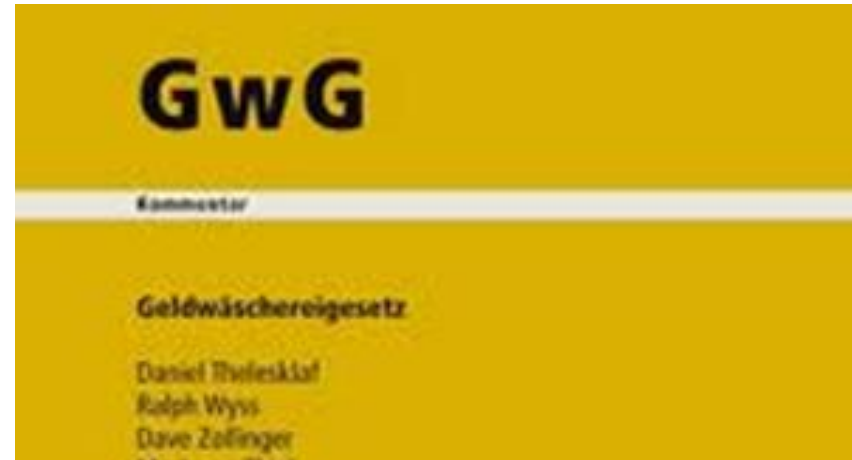 GwG
Kommentar
Geldwäschereigesetz
Daniel Thelesklaf
Ralph Wyss
Dave Zollinger